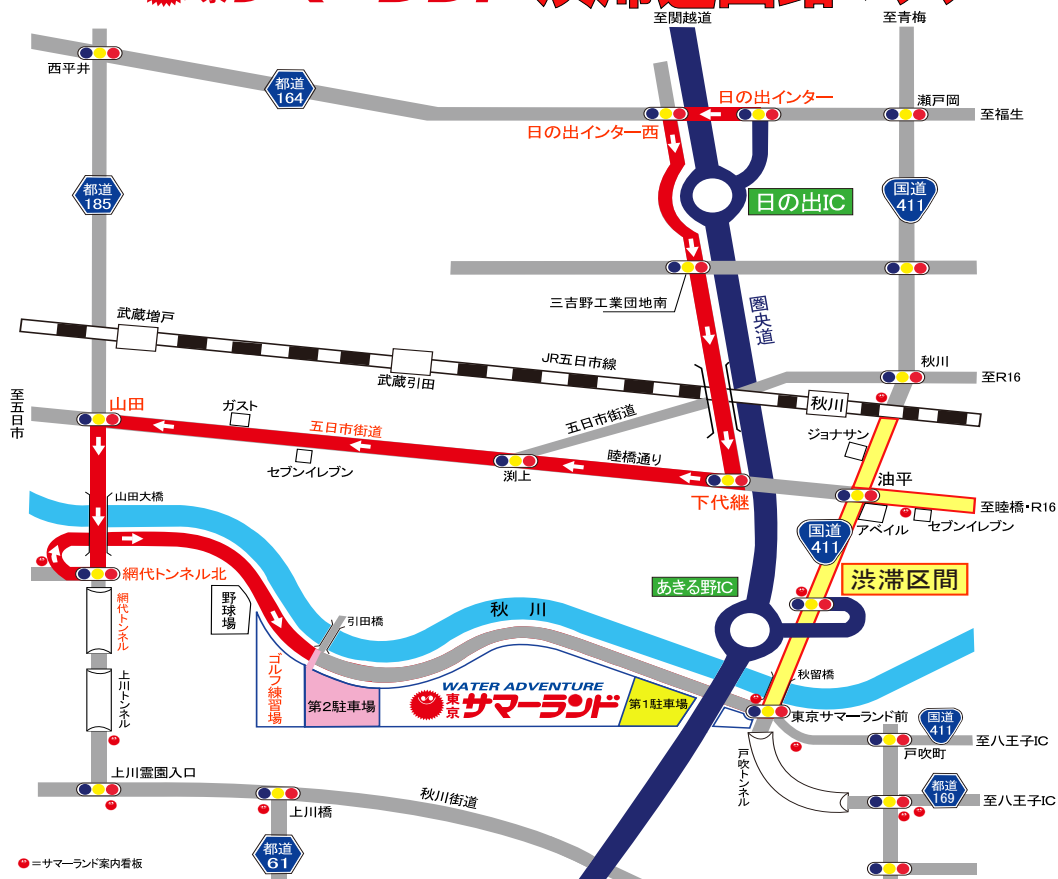 サマーランド 渋滞迂回路マップ
至関越道
至青梅
西平井
都道
164
日の出インター
瀬戸岡
至福生
日の出インター西
都道
185
日の出IC
国道
411
三吉野工業団地南
圏央道
武蔵増戸
武蔵引田
JR五日市線
秋川
至R16
秋川
至五日市
山田
ガスト
五日市街道
五日市街道
ジョナサン
セブンイレブン
渕上
睦橋通り
下代継
油平
至睦橋・R16
アベイル
セブンイレブン
山田大橋
国道
411
網代トンネル北
あきる野IC
渋滞区間
網代トンネル
野球場
引田橋
秋川
ゴルフ練習場
上川トンネル
第2駐車場
WATER ADVENTURE
東京サマーランド
第1駐車場
秋留橋
東京サマーランド前
国道
411
至八王子IC
戸吹町
戸吹トンネル
都道
169
至八王子IC
上川霊園入口
上川橋
秋川街道
都道
61
=サマーランド案内看板